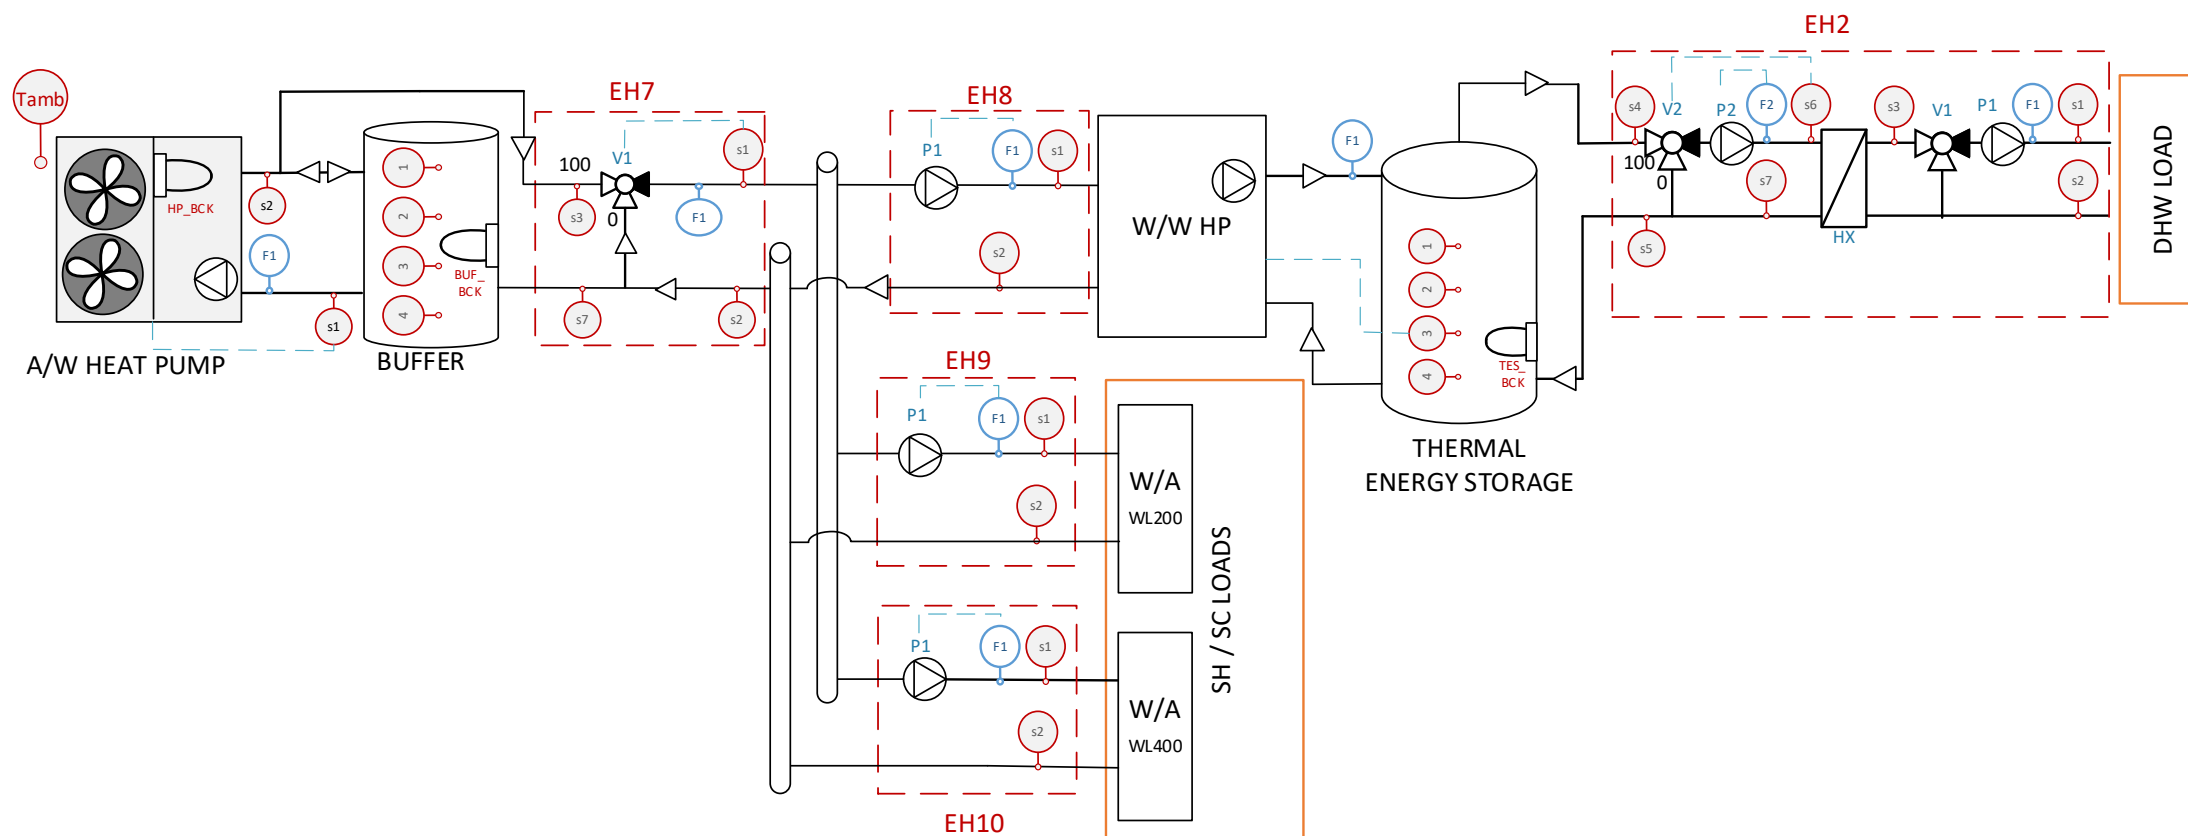 EH2
Tamb
EH7
EH8
s4
V2
P2
F2
s6
s3
V1
P1
F1
s1
100
0
s7
s2
s5
HX
DHW LOAD
HP_BCK
s2
F1
s1
A/W HEAT PUMP
1
2
3
4
BUF_
BCK
BUFFER
100
V1
s1
s3
0
F1
s7
s2
P1
F1
s1
s2
W/W HP
F1
1
2
3
4
TES_
BCK
THERMAL
ENERGY STORAGE
EH9
P1
F1
s1
s2
W/A
WL200
SH / SC LOADS
P1
F1
s1
s2
W/A
WL400
EH10